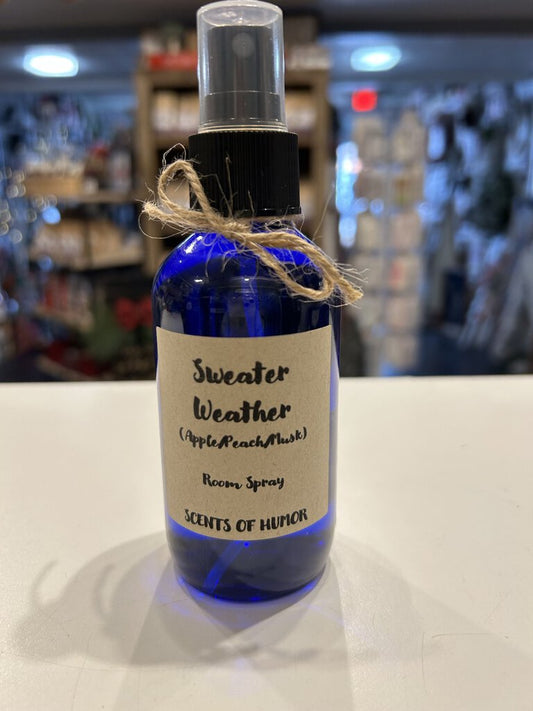 Sweater
Weather
(Apple/Peach/Musk)
Room Spray
SCENTS OF HUMOR